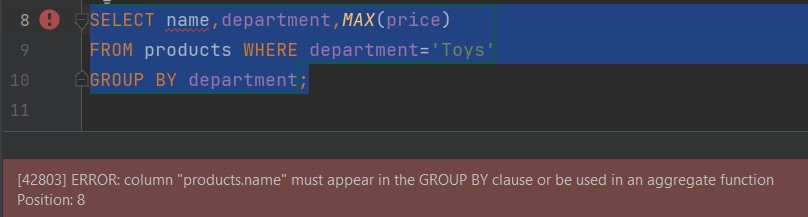 8 SELECT name,department,MAX(price)
9 FROM products WHERE department='Toys'
10 GROUP BY department;
11
[42803] ERROR: column "products.name" must appear in the GROUP BY clause or be used in an aggregate function
Position: 8